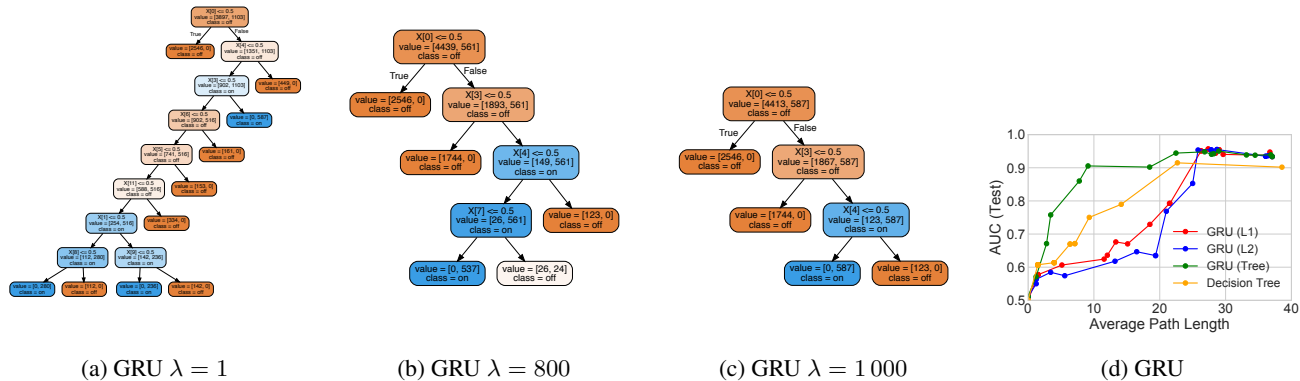 X[0] <= 0.5
value = [3897, 1103]
class = off
True
False
value = [2546, 0]
class = off
X[4] <= 0.5
value = [1351, 1103]
class = off
X[3] <= 0.5
value = [902, 1103]
class = on
value = [449, 0]
class = off
X[6] <= 0.5
value = [902, 516]
class = off
value = [0, 587]
class = on
X[5] <= 0.5
value = [741, 516]
class = off
value = [161, 0]
class = off
X[11] <= 0.5
value = [588, 516]
class = off
value = [153, 0]
class = off
X[1] <= 0.5
value = [254, 516]
class = on
value = [334, 0]
class = off
X[8] <= 0.5
value = [112, 280]
class = on
X[9] <= 0.5
value = [142, 236]
class = on
value = [0, 280]
class = on
value = [112, 0]
class = off
value = [0, 236]
class = on
value = [142, 0]
class = off
(a) GRU λ = 1
X[0] <= 0.5
value = [4439, 561]
class = off
True
False
value = [2546, 0]
class = off
X[3] <= 0.5
value = [1893, 561]
class = off
value = [1744, 0]
class = off
X[4] <= 0.5
value = [149, 561]
class = on
X[7] <= 0.5
value = [26, 561]
class = on
value = [123, 0]
class = off
value = [0, 537]
class = on
value = [26, 24]
class = off
(b) GRU λ = 800
X[0] <= 0.5
value = [4413, 587]
class = off
True
False
value = [2546, 0]
class = off
X[3] <= 0.5
value = [1867, 587]
class = off
value = [1744, 0]
class = off
X[4] <= 0.5
value = [123, 587]
class = on
value = [0, 587]
class = on
value = [123, 0]
class = off
(c) GRU λ = 1 000
AUC (Test)
1.0
0.9
0.8
0.7
0.6
0.5
GRU (L1)
GRU (L2)
GRU (Tree)
Decision Tree
0 10 20 30 40
Average Path Length
(d) GRU